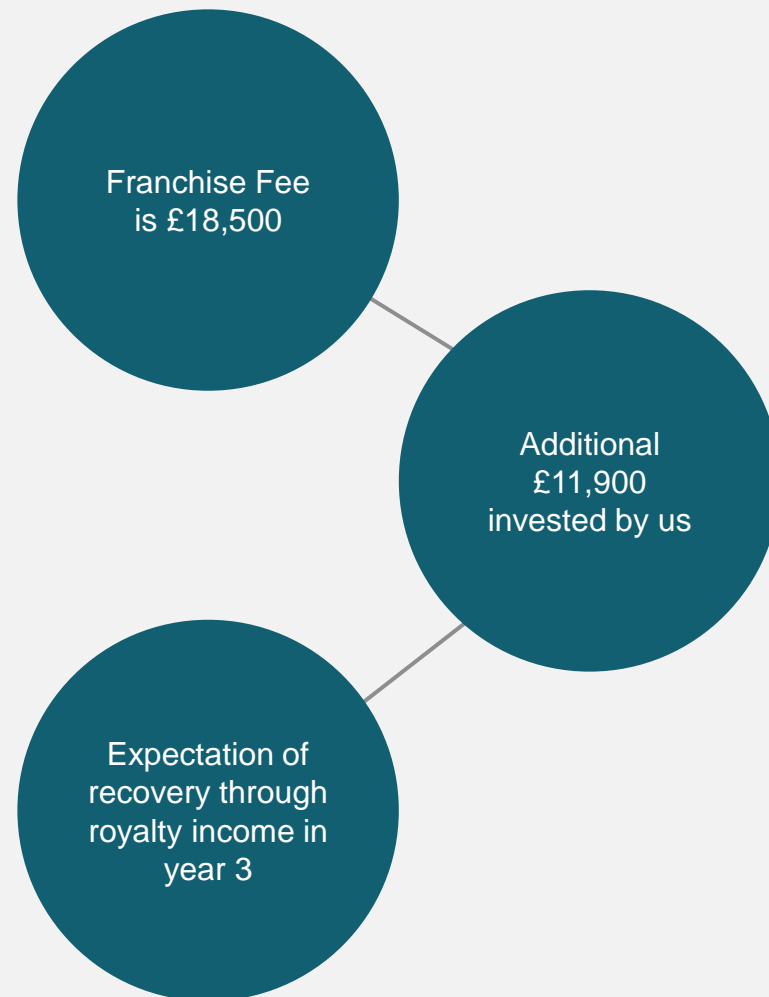 Franchise Fee
is £18,500
Additional
£11,900
invested by us
Expectation of
recovery through
royalty income in
year 3